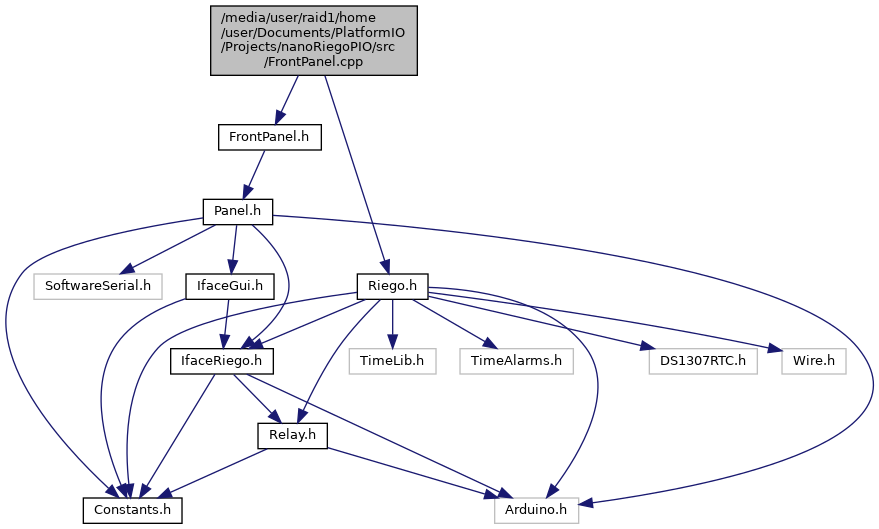 /media/user/raid1/home
/user/Documents/PlatformIO
/Projects/nanoRiegoPIO/src
/FrontPanel.cpp
FrontPanel.h
Panel.h
SoftwareSerial.h
IfaceGui.h
Riego.h
IfaceRiego.h
TimeLib.h
TimeAlarms.h
DS1307RTC.h
Wire.h
Relay.h
Constants.h
Arduino.h